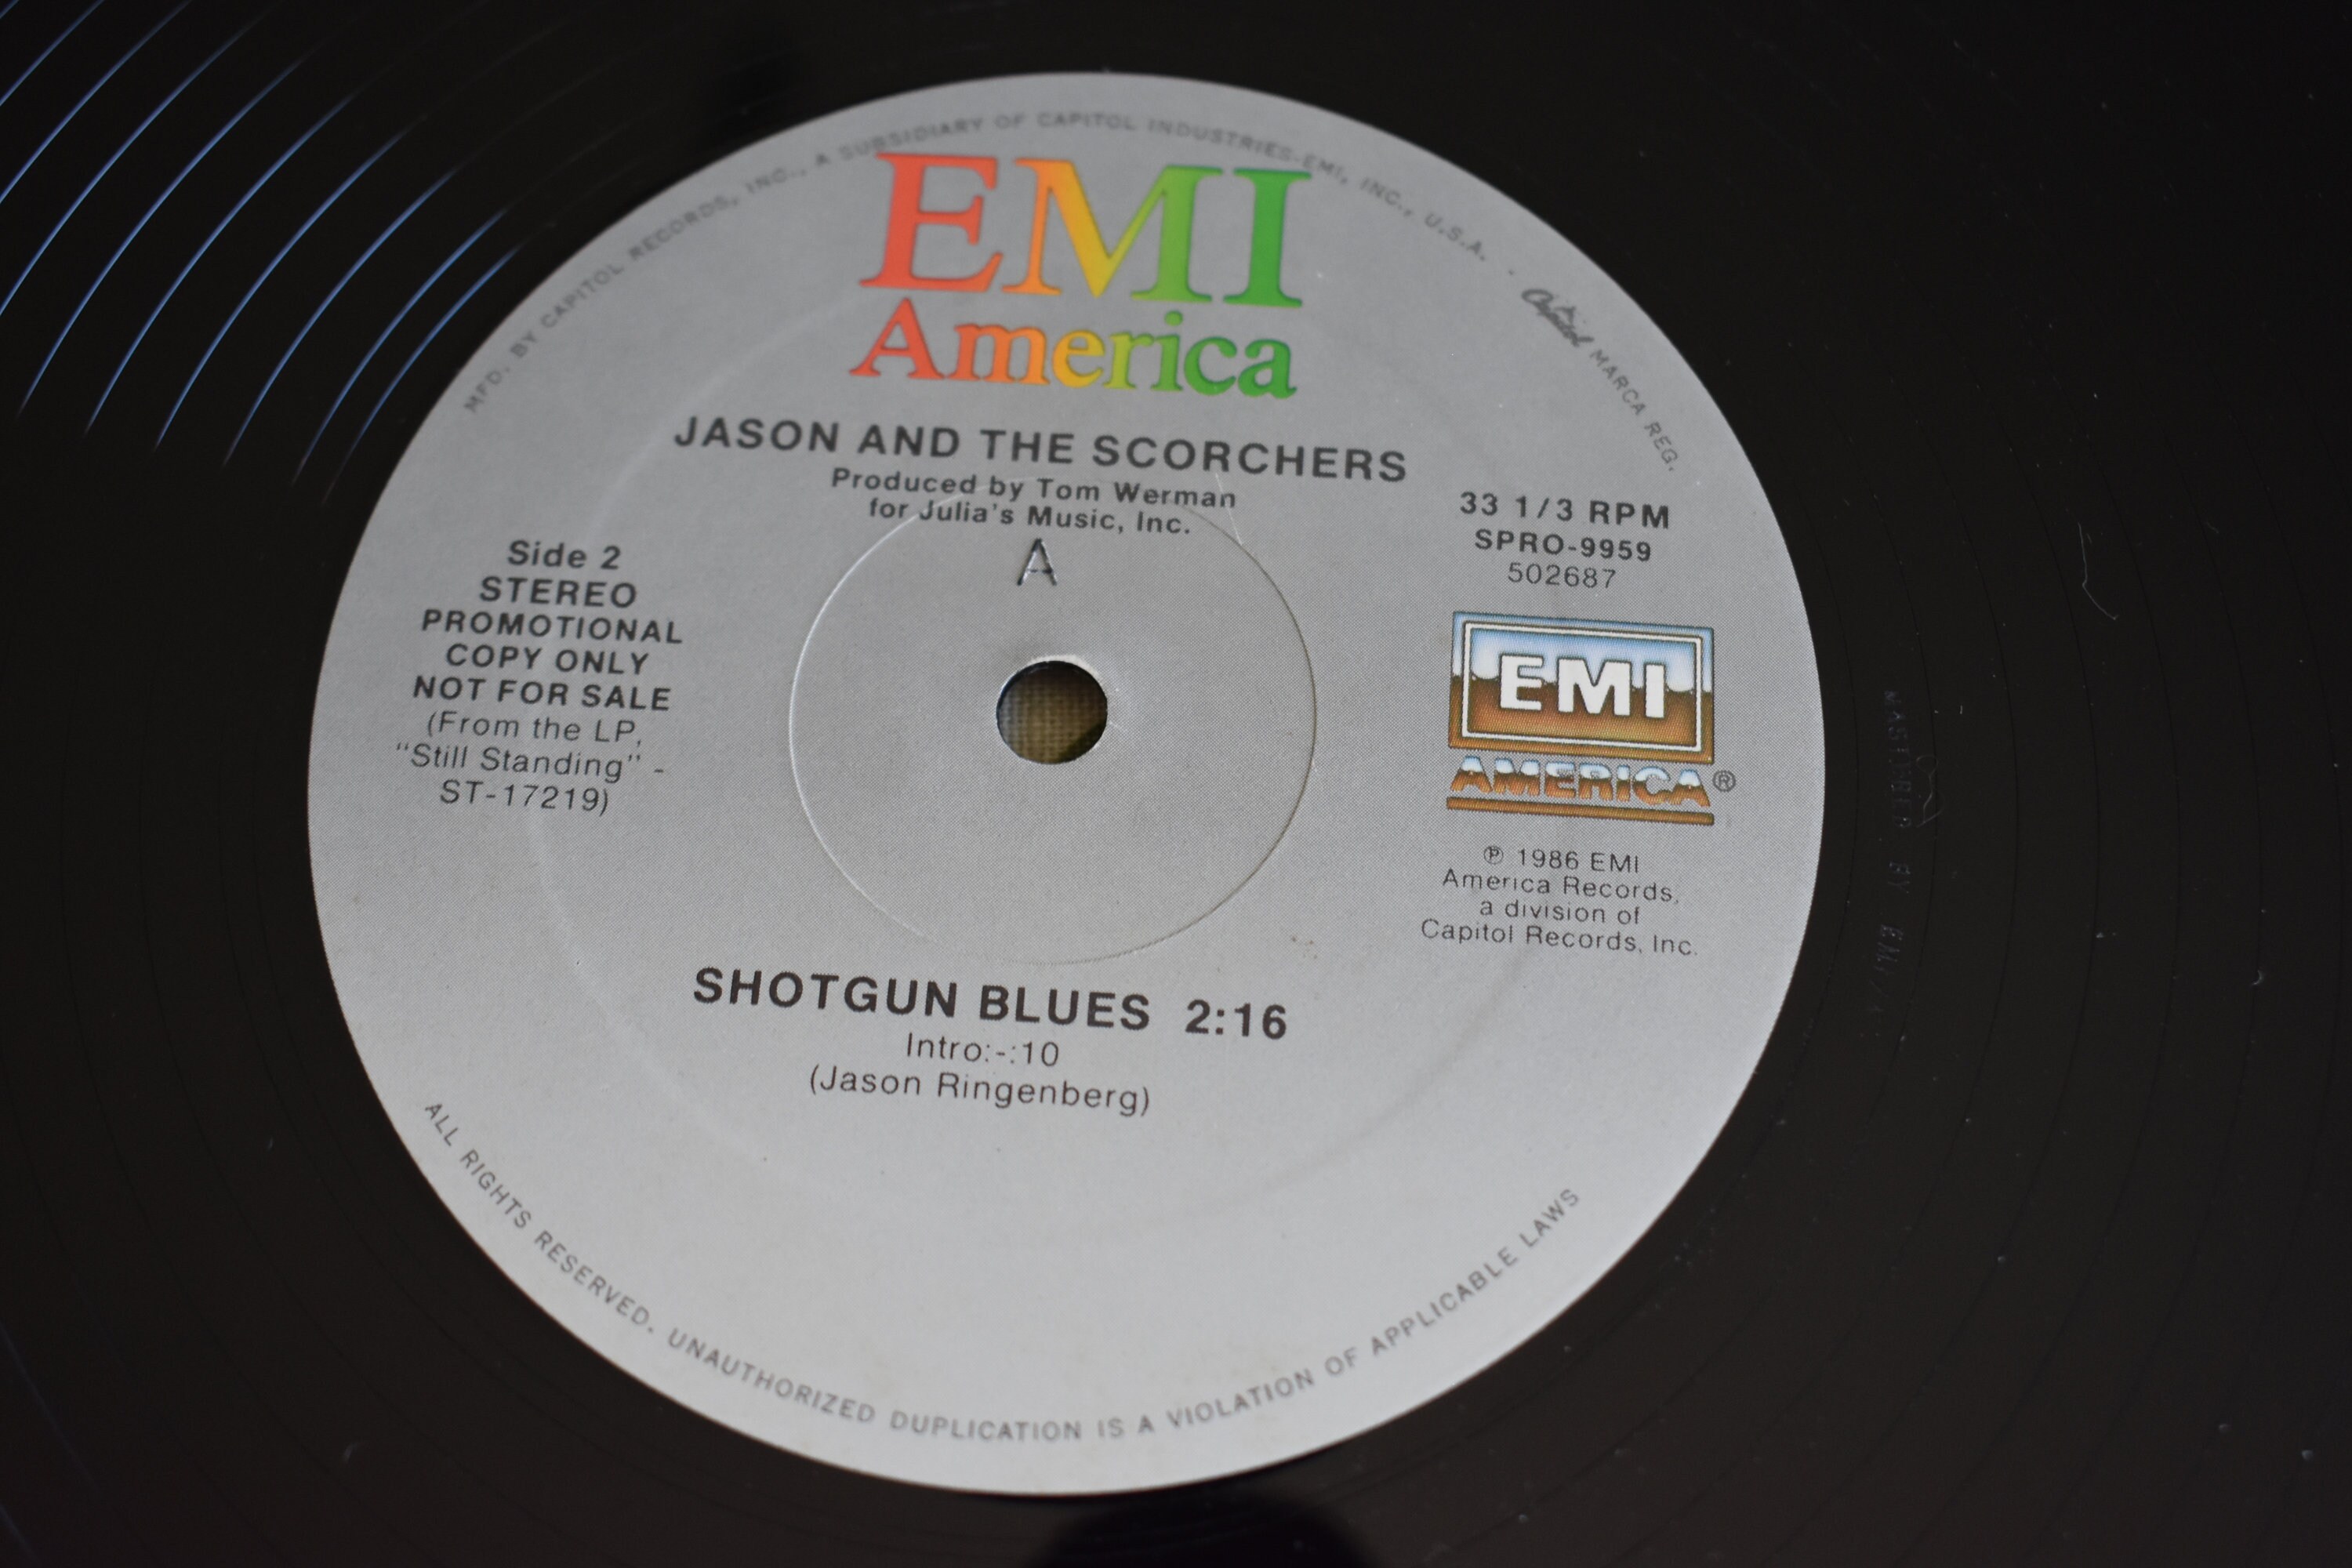 MFD. BY CAPITOL RECORDS, INC., A SUBSIDIARY OF CAPITOL INDUSTRIES-EMI, INC., U.S.A. · Capitol MARCA REG.
EMI
America
JASON AND THE SCORCHERS
Produced by Tom Werman
for Julia's Music, Inc.
A
Side 2
STEREO
PROMOTIONAL
COPY ONLY
NOT FOR SALE
(From the LP,
"Still Standing" -
ST-17219)
33 1/3 RPM
SPRO-9959
502687
EMI
AMERICA®
℗ 1986 EMI
America Records,
a division of
Capitol Records, Inc.
SHOTGUN BLUES 2:16
Intro:-:10
(Jason Ringenberg)
ALL RIGHTS RESERVED. UNAUTHORIZED DUPLICATION IS A VIOLATION OF APPLICABLE LAWS
MASTERED BY